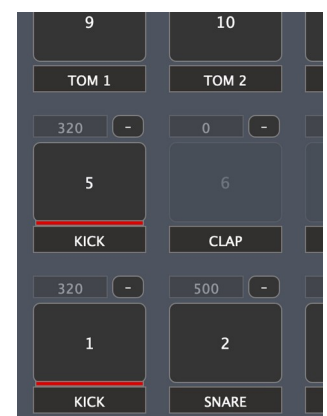 9 10
TOM 1 TOM 2
320 - 0 -
5 6
KICK CLAP
320 - 500 -
1 2
KICK SNARE